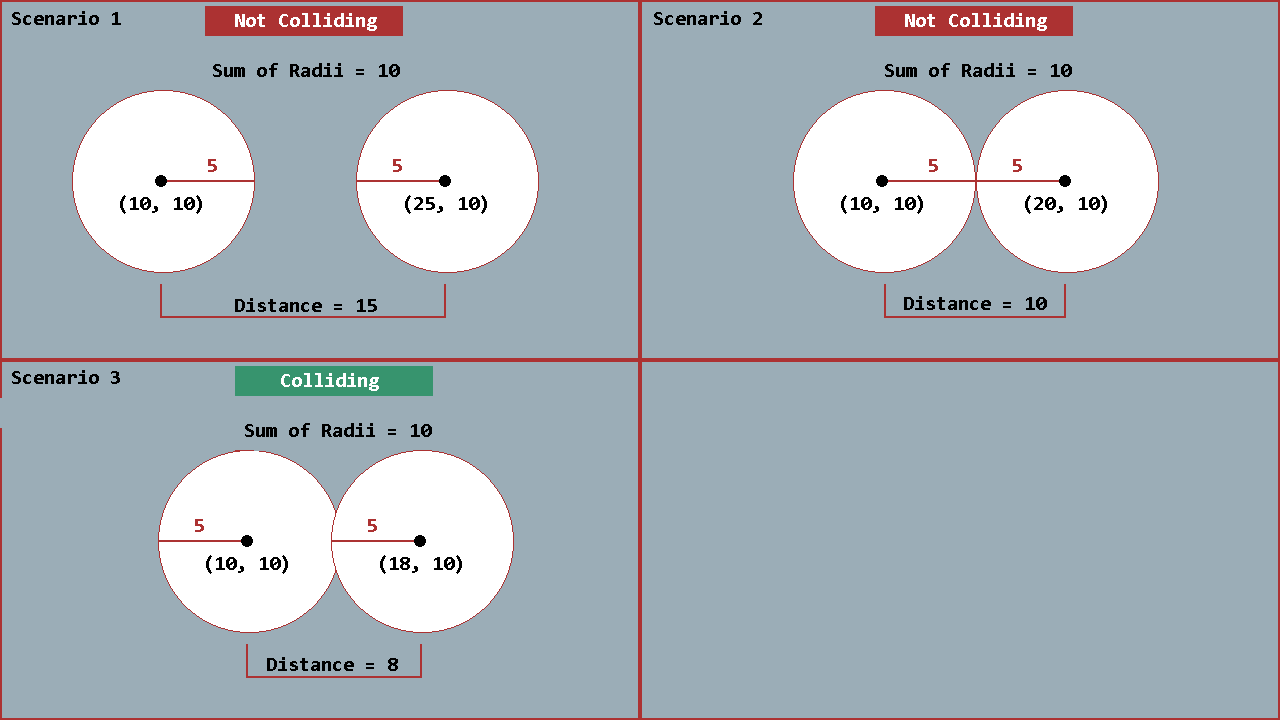 Scenario 1
Not Colliding
Sum of Radii = 10
5
5
(10, 10)
(25, 10)
Distance = 15
Scenario 2
Not Colliding
Sum of Radii = 10
5
5
(10, 10)
(20, 10)
Distance = 10
Scenario 3
Colliding
Sum of Radii = 10
5
5
(10, 10)
(18, 10)
Distance = 8